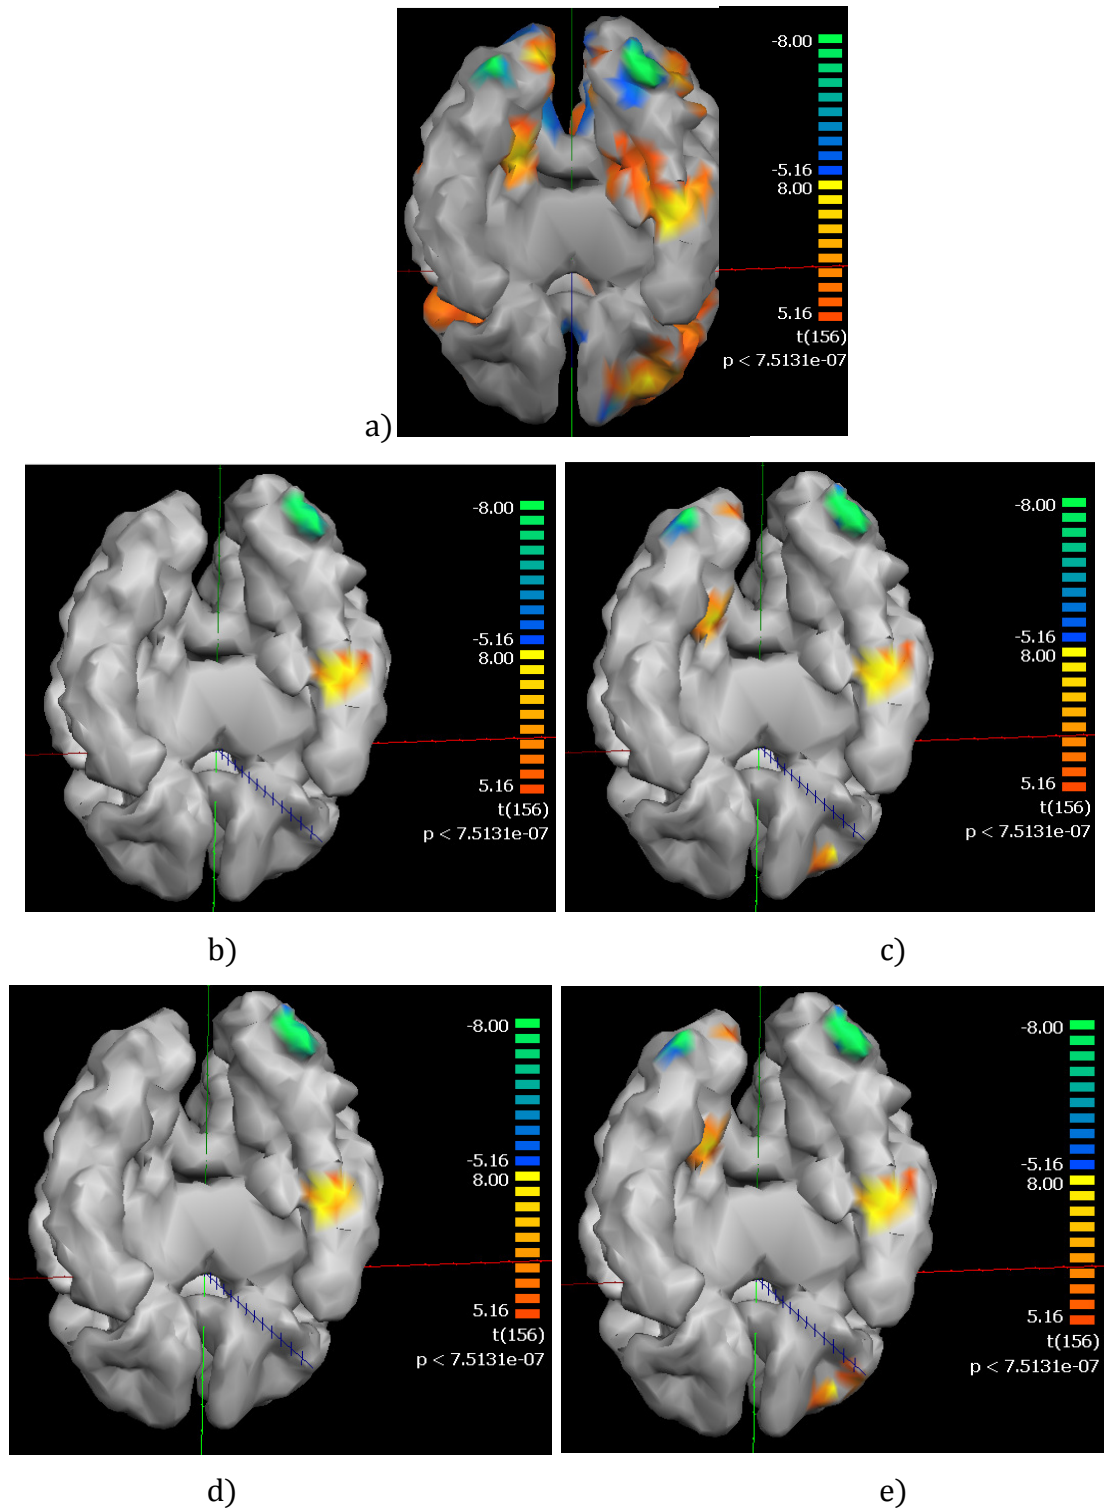 -8.00
-5.16
8.00
5.16
t(156)
p < 7.5131e-07
a)
-8.00
-5.16
8.00
5.16
t(156)
p < 7.5131e-07
-8.00
-5.16
8.00
5.16
t(156)
p < 7.5131e-07
b)
c)
-8.00
-5.16
8.00
5.16
t(156)
p < 7.5131e-07
-8.00
-5.16
8.00
5.16
t(156)
p < 7.5131e-07
d)
e)